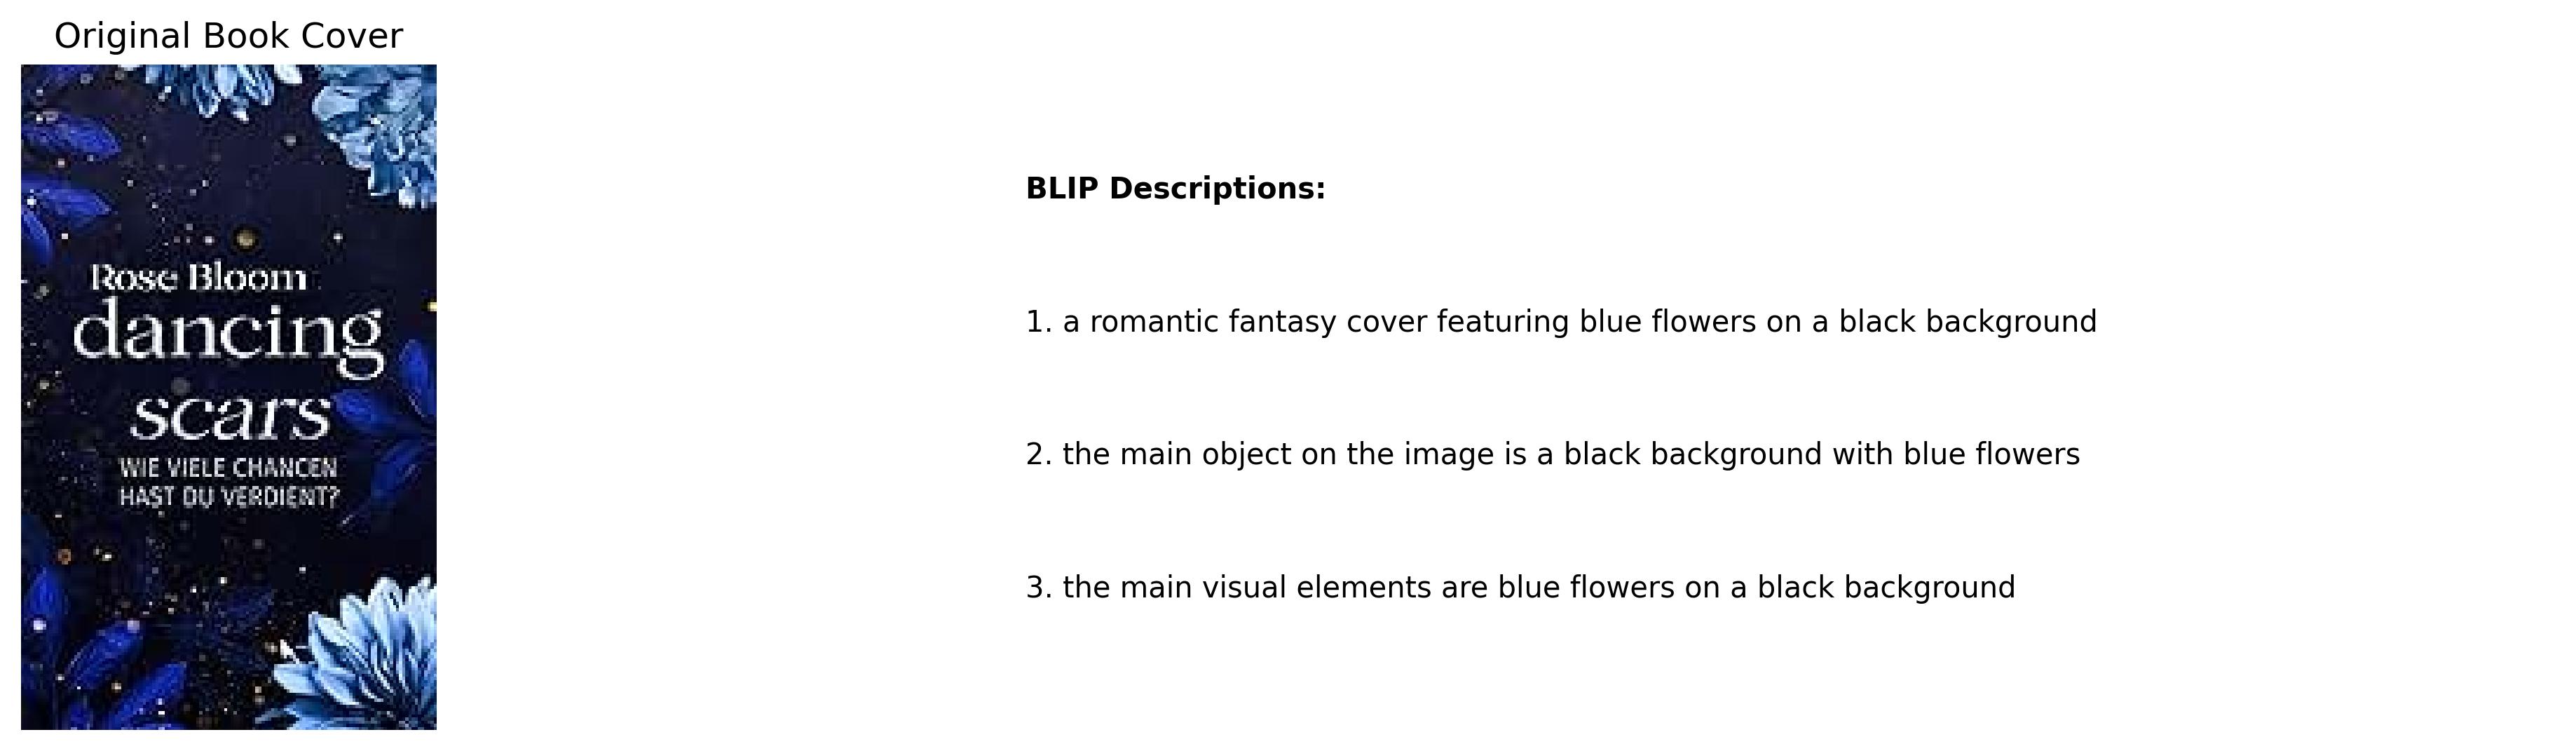 Original Book Cover
Rose Bloom
dancing
scars
WIE VIELE CHANCEN
HAST DU VERDIENT?
BLIP Descriptions:
1. a romantic fantasy cover featuring blue flowers on a black background
2. the main object on the image is a black background with blue flowers
3. the main visual elements are blue flowers on a black background